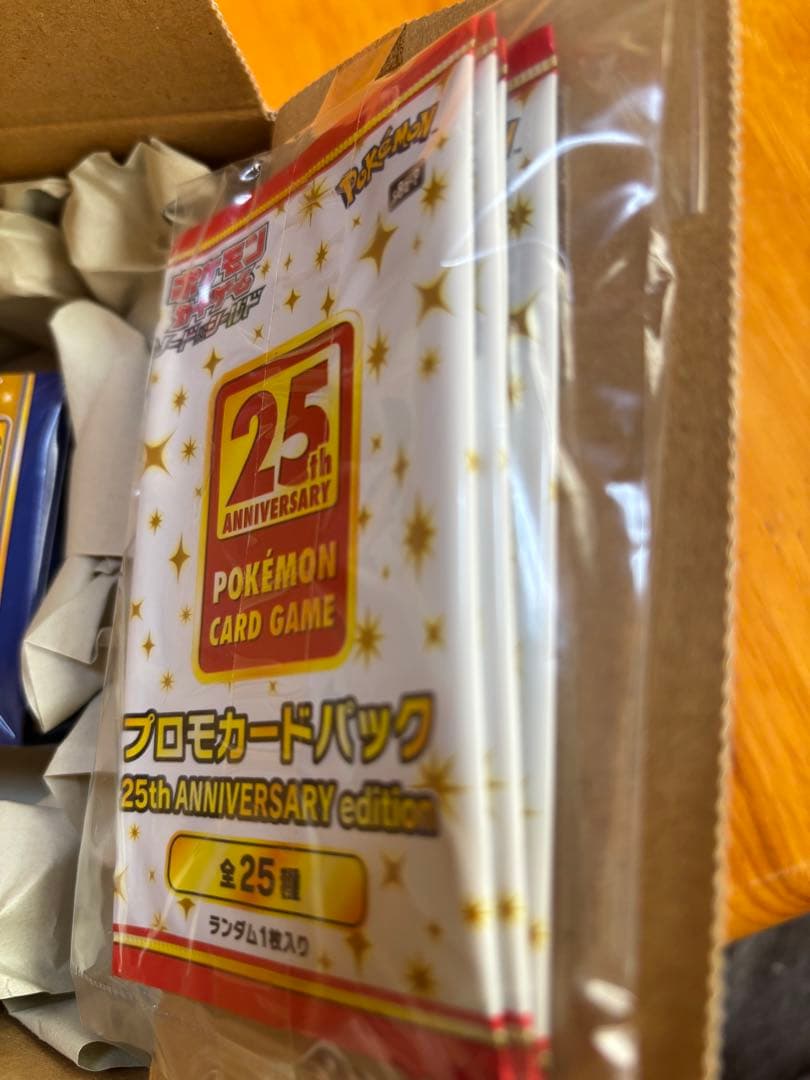 POKÉMON
ポケモン
カードゲーム
ソード&シールド
25th
ANNIVERSARY
POKÉMON
CARD GAME
プロモカードパック
25th ANNIVERSARY edition
全25種
ランダム1枚入り